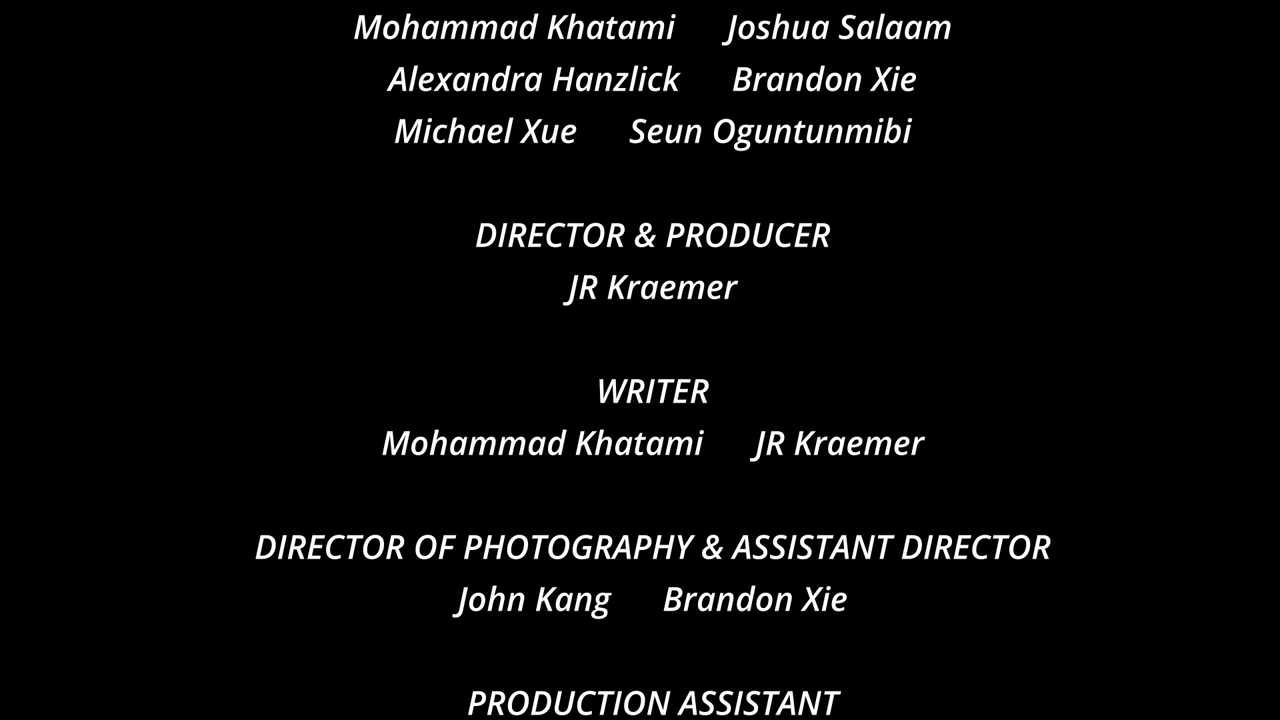 Mohammad Khatami Joshua Salaam
Alexandra Hanzlick Brandon Xie
Michael Xue Seun Oguntunmibi
DIRECTOR & PRODUCER
JR Kraemer
WRITER
Mohammad Khatami JR Kraemer
DIRECTOR OF PHOTOGRAPHY & ASSISTANT DIRECTOR
John Kang Brandon Xie
PRODUCTION ASSISTANT